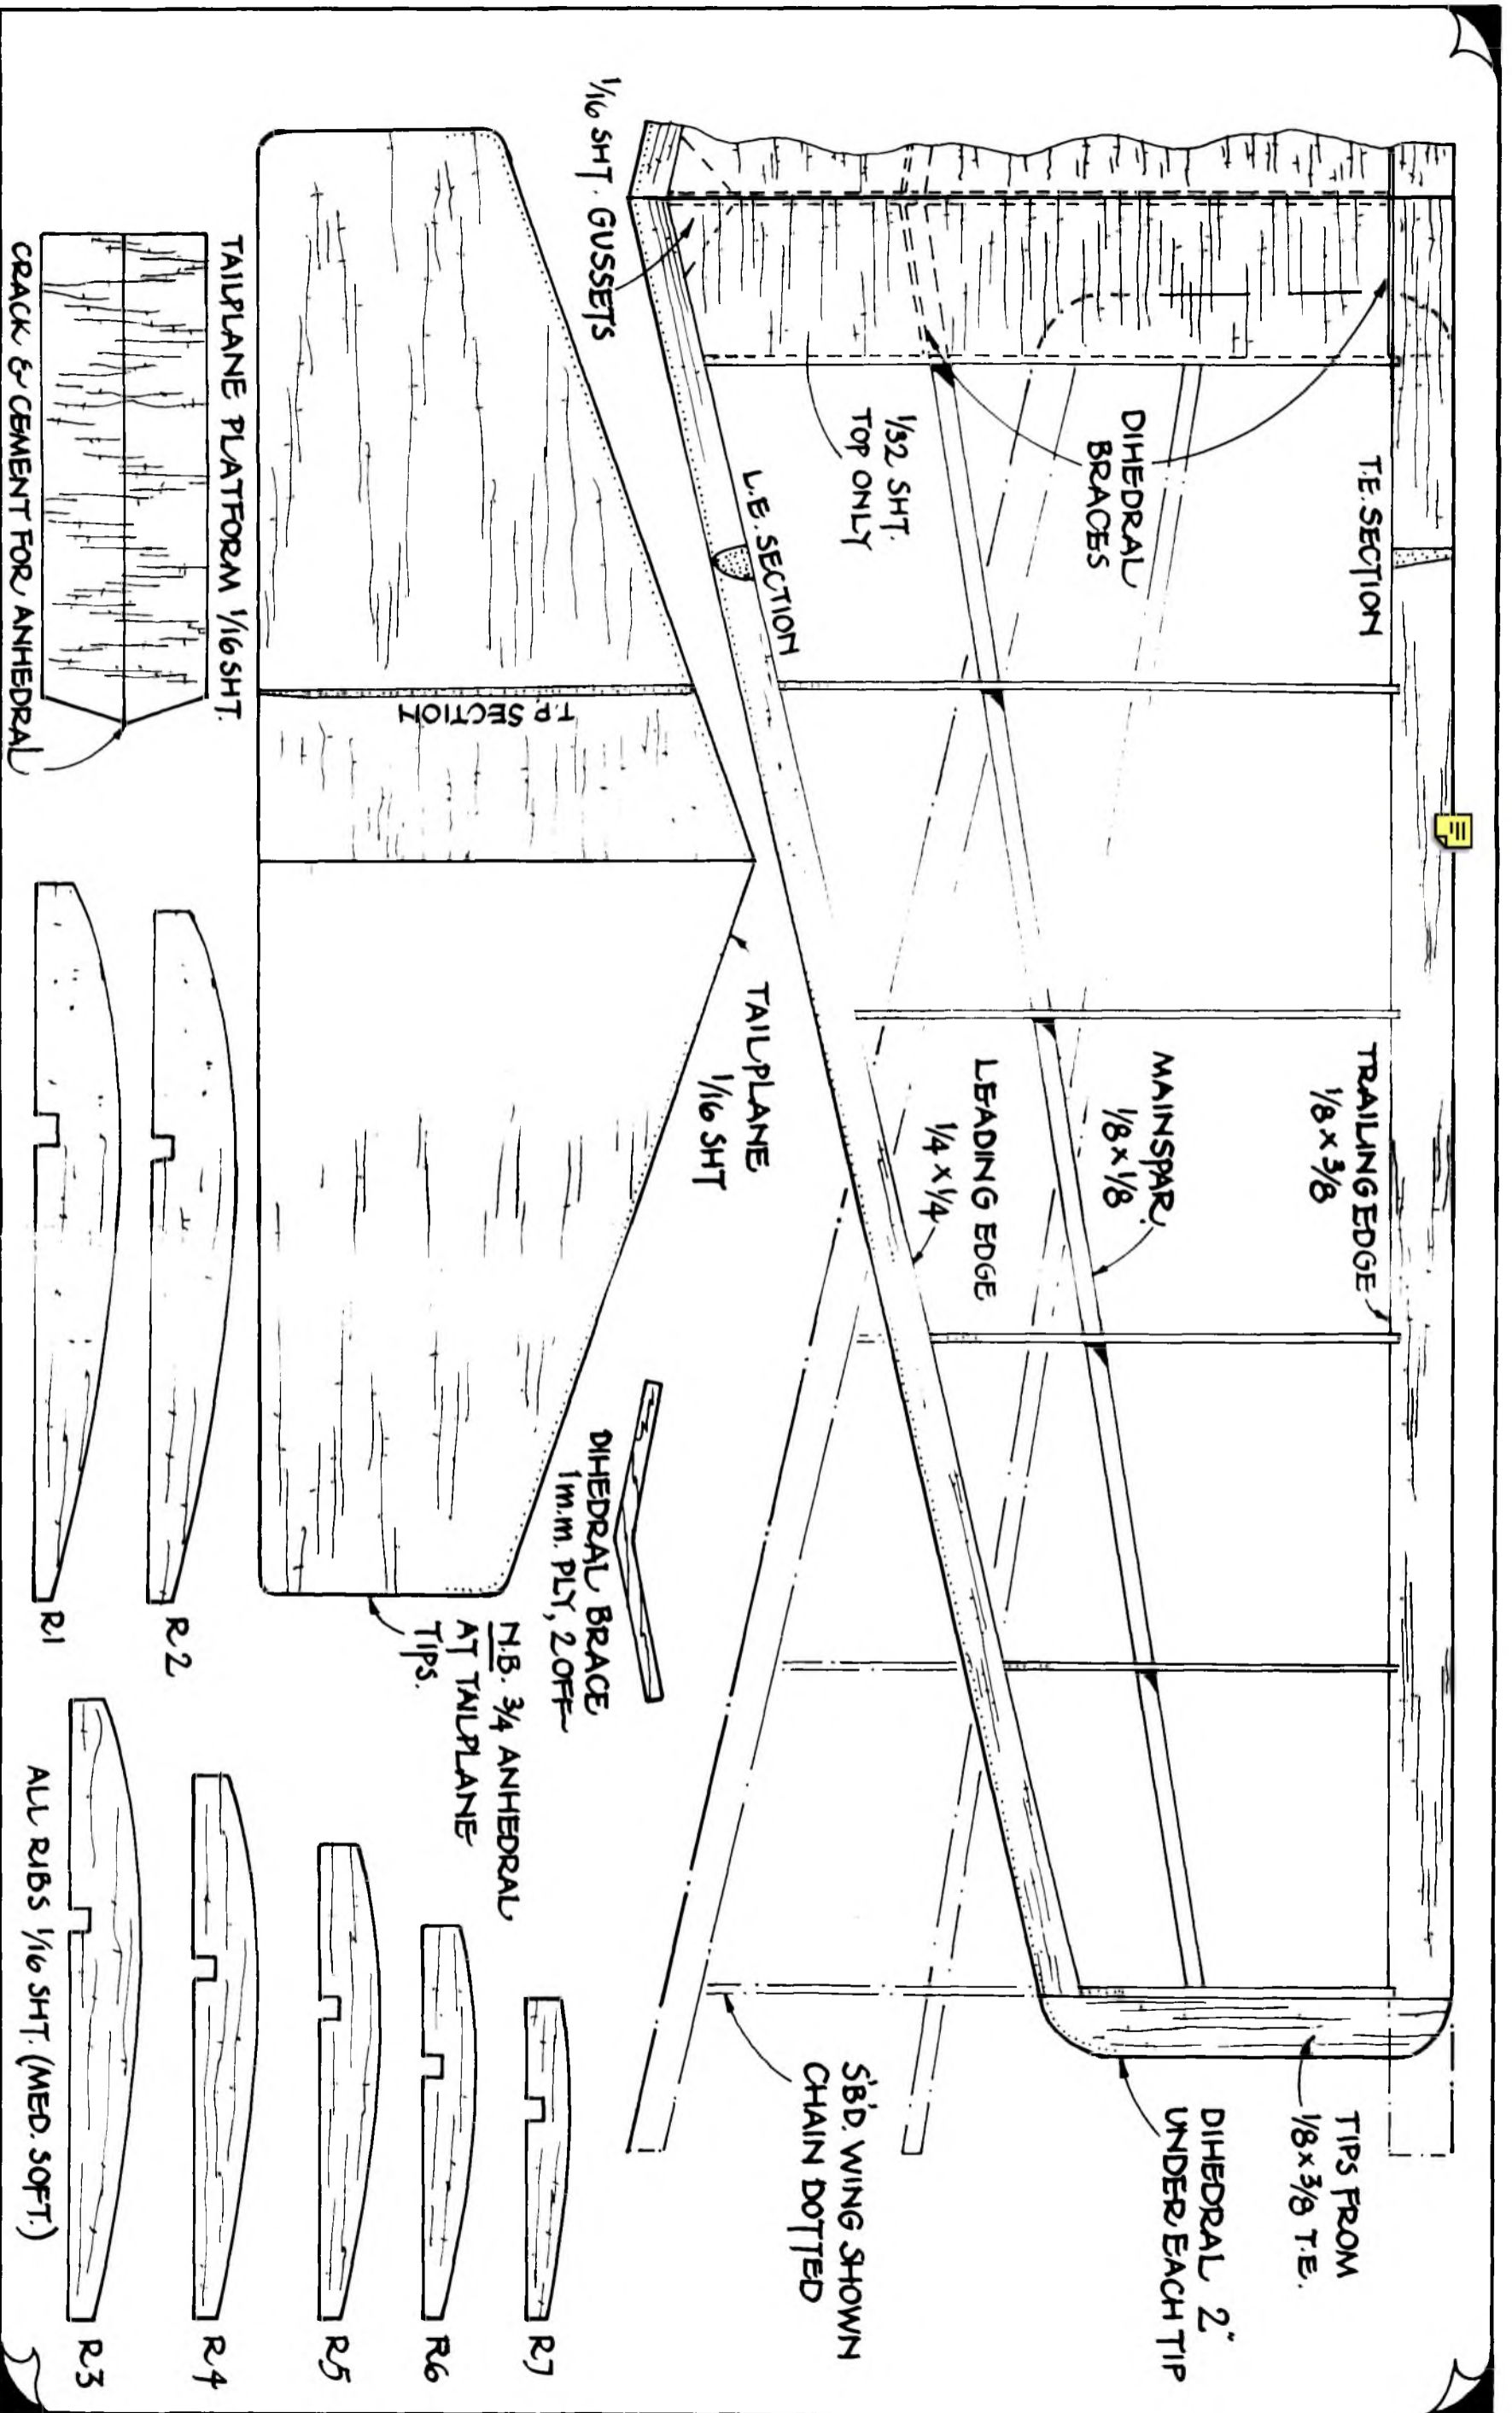 T.E. SECTION
TRAILING EDGE
1/8 x 3/8
TIPS FROM
1/8 x 3/8 T.E.
DIHEDRAL
BRACES
MAINSPAR
1/8 x 1/8
DIHEDRAL 2"
UNDER EACH TIP
1/32 SHT.
TOP ONLY
LEADING EDGE
1/4 x 1/4
L.E. SECTION
S'B'D. WING SHOWN
CHAIN DOTTED
1/16 SHT. GUSSETS
TAILPLANE
1/16 SHT
DIHEDRAL BRACE
1 m.m. PLY, 2 OFF
T.P. SECTION
N.B. 3/4 ANHEDRAL
AT TAILPLANE
TIPS.
TAILPLANE PLATFORM 1/16 SHT.
CRACK & CEMENT FOR ANHEDRAL
R7
R6
R5
R4
R3
R2
R1
ALL RIBS 1/16 SHT. (MED. SOFT.)